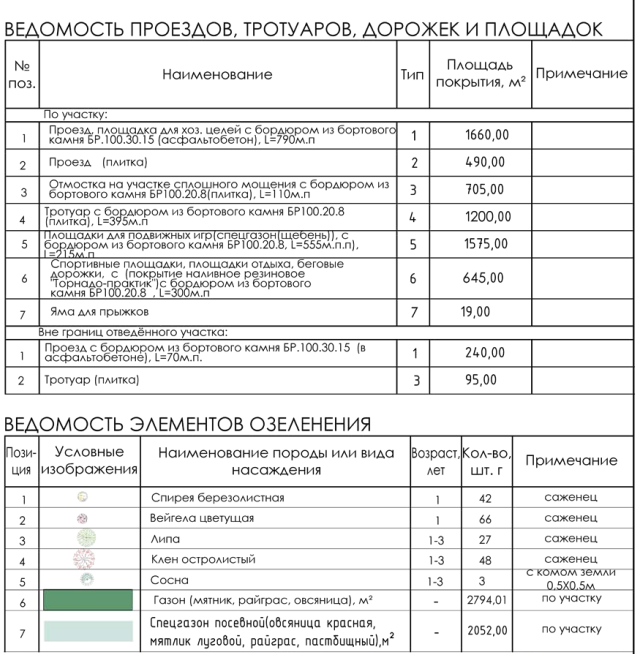 ВЕДОМОСТЬ ПРОЕЗДОВ, ТРОТУАРОВ, ДОРОЖЕК И ПЛОЩАДОК
№ поз. Наименование Тип Площадь покрытия, м² Примечание
По участку:
1 Проезд, площадка для хоз. целей с бордюром из бортового
камня БР.100.30.15 (асфальтобетон), L=790м.п 1 1660,00
2 Проезд (плитка) 2 490,00
3 Отмостка на участке сплошного мощения с бордюром из
бортового камня БР100.20.8(плитка), L=110м.п 3 705,00
4 Тротуар с бордюром из бортового камня БР100.20.8
(плитка), L=395м.п 4 1200,00
5 Площадки для подвижных игр(спецгазон(щебень)), с
бордюром из бортового камня БР100.20.8, L=555м.п.п),
L=215м.п 5 1575,00
6 Спортивные площадки, площадки отдыха, беговые
дорожки, с (покрытие наливное резиновое
"Торнадо-практик")с бордюром из бортового
камня БР100.20.8 , L=300м.п 6 645,00
7 Яма для прыжков 7 19,00
Вне границ отведённого участка:
1 Проезд с бордюром из бортового камня БР.100.30.15 (в
асфальтобетоне), L=70м.п. 1 240,00
2 Тротуар (плитка) 3 95,00
ВЕДОМОСТЬ ЭЛЕМЕНТОВ ОЗЕЛЕНЕНИЯ
Пози-
ция Условные
изображения Наименование породы или вида
насаждения Возраст,
лет Кол-во,
шт. г Примечание
1 Спирея березолистная 1 42 саженец
2 Вейгела цветущая 1 66 саженец
3 Липа 1-3 27 саженец
4 Клен остролистый 1-3 48 саженец
5 Сосна 1-3 3 с комом земли
0,5Х0,5м
6 Газон (мятник, райграс, овсяница), м² - 2794,01 по участку
7 Спецгазон посевной(овсяница красная,
мятлик луговой, райграс, пастбищный),м² - 2052,00 по участку